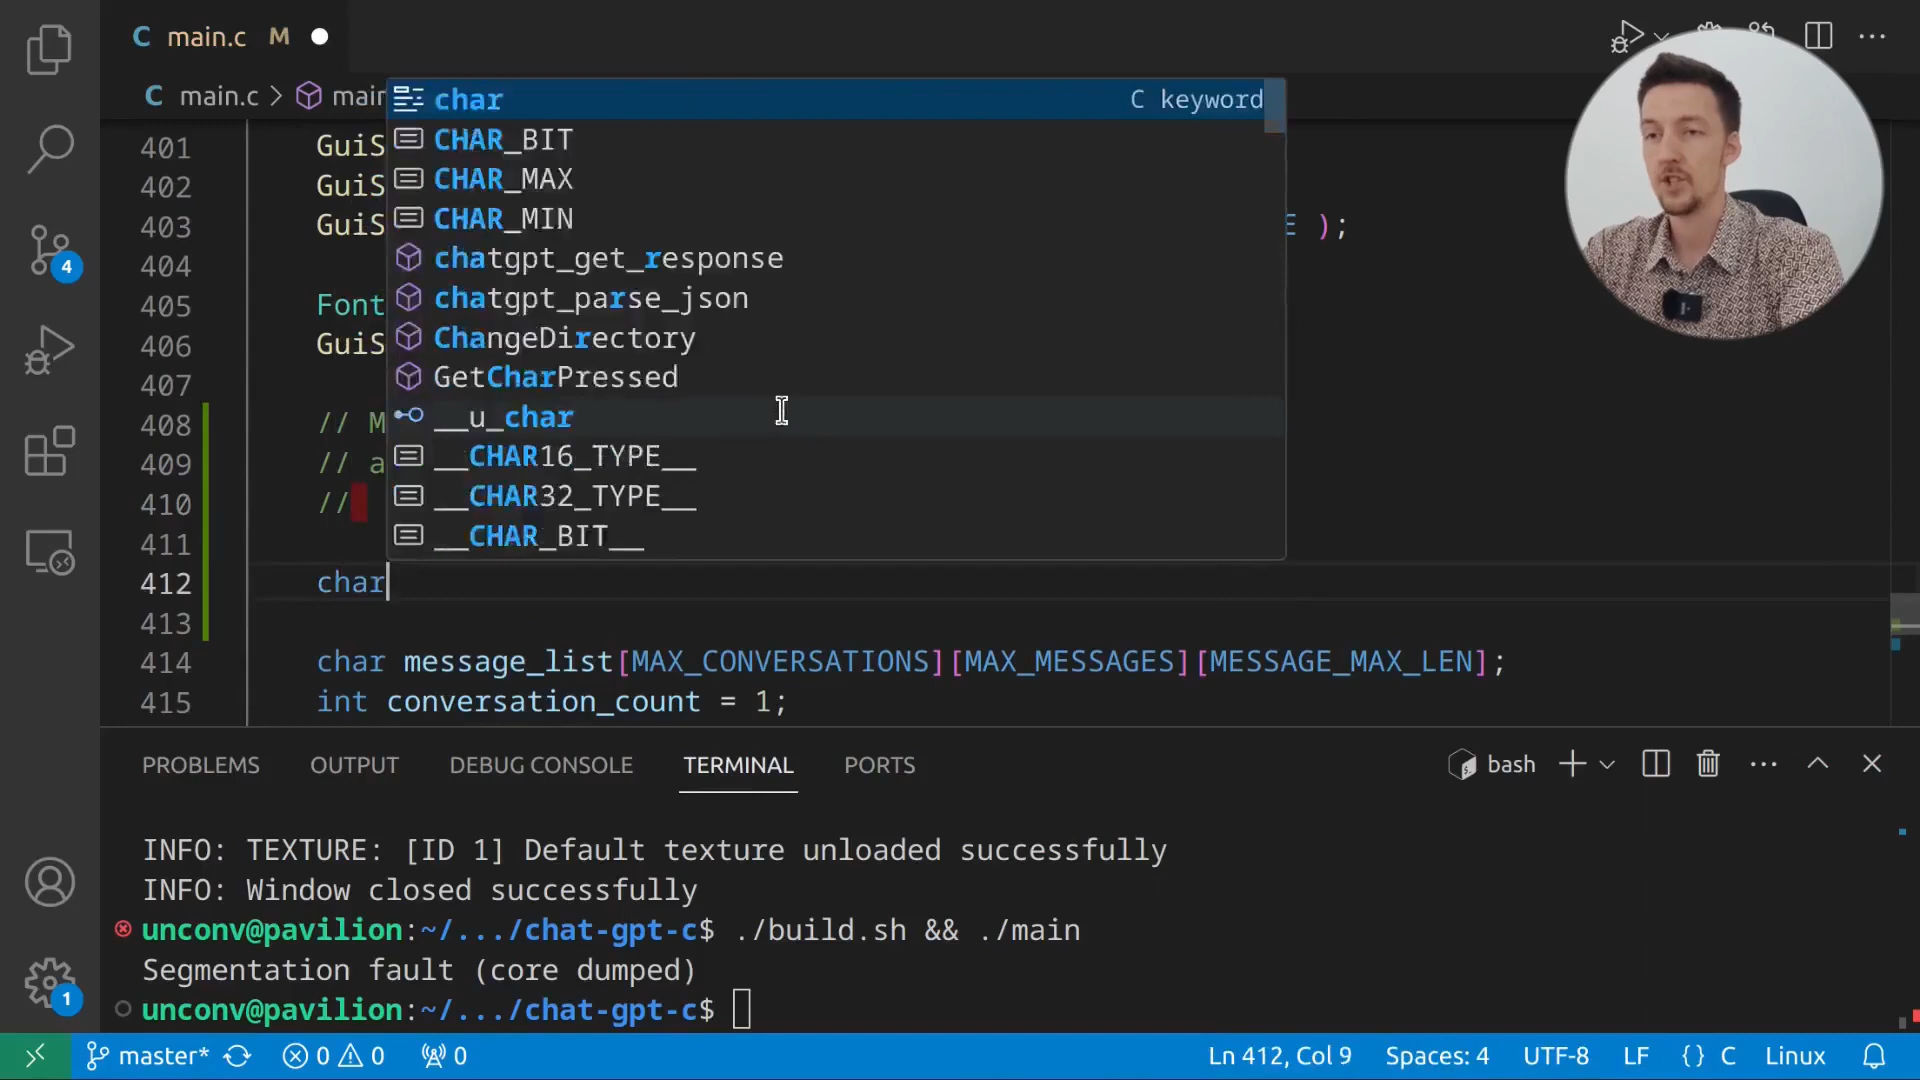 main.c M
main.c > main
char C keyword
CHAR_BIT
CHAR_MAX
CHAR_MIN
chatgpt_get_response
chatgpt_parse_json
ChangeDirectory
GetCharPressed
__u_char
__CHAR16_TYPE__
__CHAR32_TYPE__
__CHAR_BIT__
401 GuiS
402 GuiS
403 GuiS E );
404
405 Font
406 GuiS
407
408 // M
409 // a
410 //
411
412 char
413
414 char message_list[MAX_CONVERSATIONS][MAX_MESSAGES][MESSAGE_MAX_LEN];
415 int conversation_count = 1;
4
PROBLEMS OUTPUT DEBUG CONSOLE TERMINAL PORTS bash
INFO: TEXTURE: [ID 1] Default texture unloaded successfully
INFO: Window closed successfully
unconv@pavilion:~/.../chat-gpt-c$ ./build.sh && ./main
Segmentation fault (core dumped)
unconv@pavilion:~/.../chat-gpt-c$
1
master* 0 0 0 Ln 412, Col 9 Spaces: 4 UTF-8 LF {} C Linux